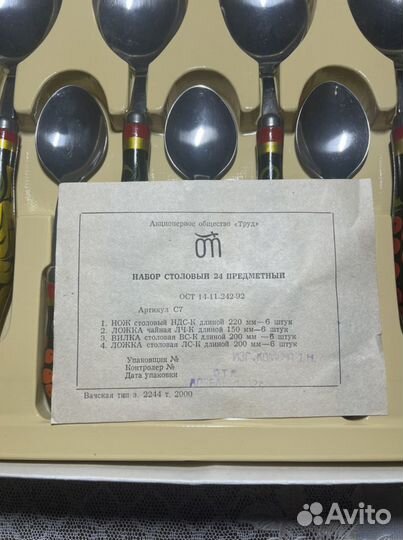 Акционерное общество «Труд»
НАБОР СТОЛОВЫЙ 24 ПРЕДМЕТНЫЙ
ОСТ 14-11-242-92
Артикул С7
1. НОЖ столовый НДС-К длиной 220 мм—6 штук
2. ЛОЖКА чайная ЛЧ-К длиной 150 мм—6 штук
3. ВИЛКА столовая ВС-К длиной 200 мм—6 штук
4. ЛОЖКА столовая ЛС-К длиной 200 мм—6 штук
Упаковщик №
Контролер №
Дата упаковки
ОТК
Вачская тип з. 2244 т. 2000
Avito